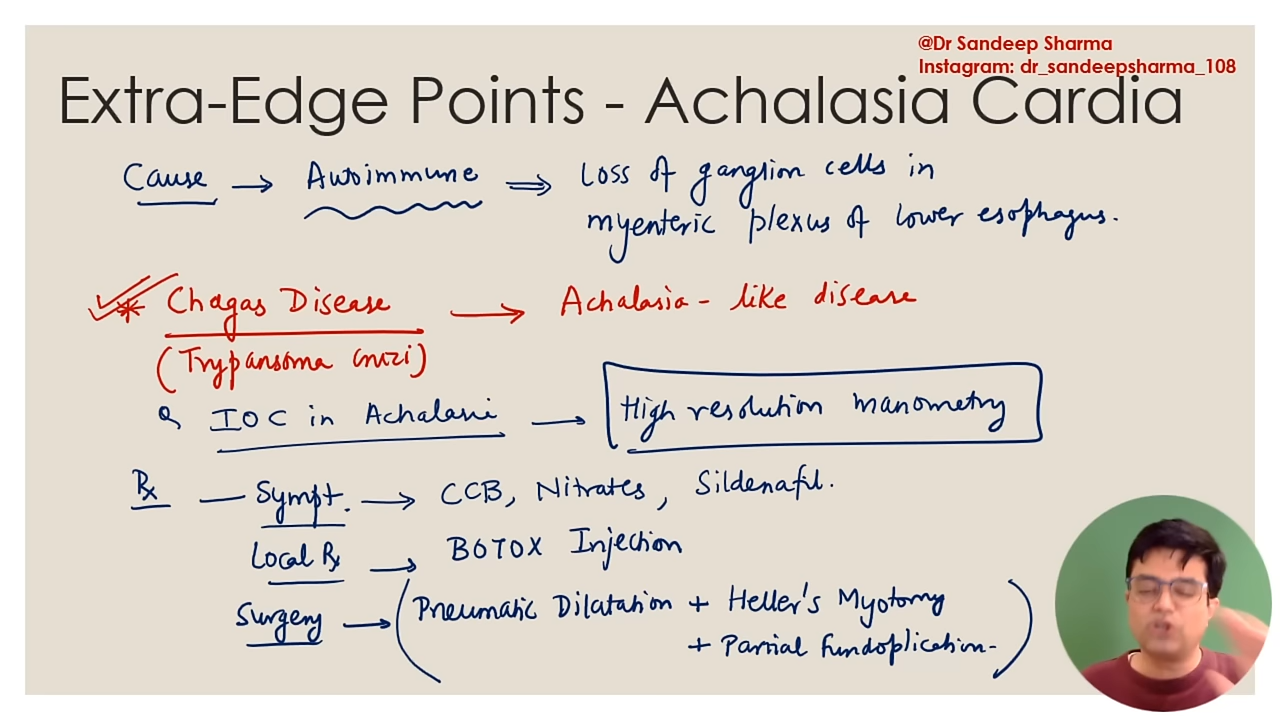 @Dr Sandeep Sharma
Instagram: dr_sandeepsharma_108
Extra-Edge Points - Achalasia Cardia
Cause → Autoimmune ⇒ Loss of ganglion cells in
myenteric plexus of lower esophagus.
* Chagas Disease → Achalasia - like disease
(Trypansoma cruzi)
Q IOC in Achalasi → High resolution manometry
Rx — Sympt. → CCB, Nitrates, Sildenafil.
Local Rx → BOTOX Injection
Surgery → (Pneumatic Dilatation + Heller's Myotomy
+ Partial fundoplication-)